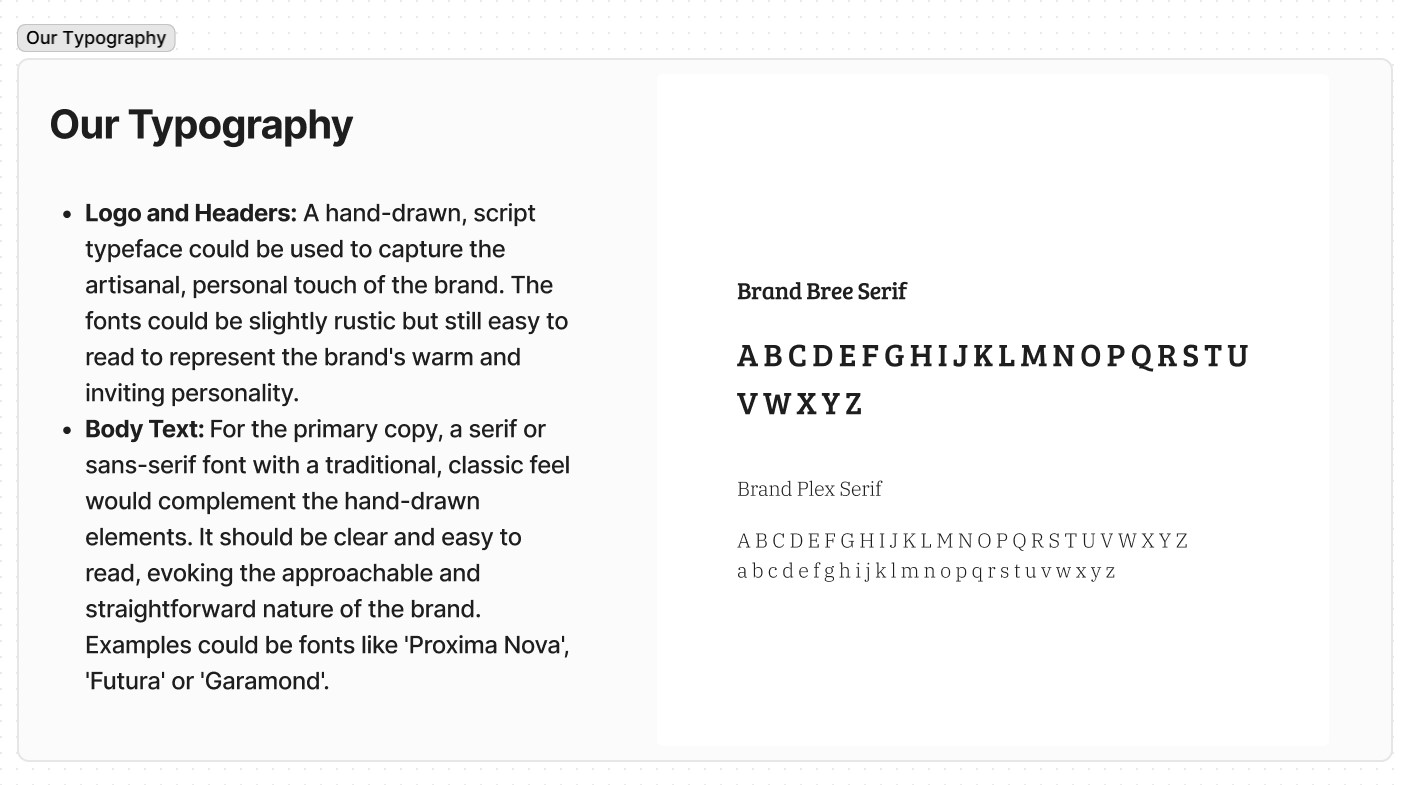 Our Typography
Our Typography
• Logo and Headers: A hand-drawn, script
typeface could be used to capture the
artisanal, personal touch of the brand. The
fonts could be slightly rustic but still easy to
read to represent the brand's warm and
inviting personality.
• Body Text: For the primary copy, a serif or
sans-serif font with a traditional, classic feel
would complement the hand-drawn
elements. It should be clear and easy to
read, evoking the approachable and
straightforward nature of the brand.
Examples could be fonts like 'Proxima Nova',
'Futura' or 'Garamond'.
Brand Bree Serif
A B C D E F G H I J K L M N O P Q R S T U
V W X Y Z
Brand Plex Serif
A B C D E F G H I J K L M N O P Q R S T U V W X Y Z
a b c d e f g h i j k l m n o p q r s t u v w x y z